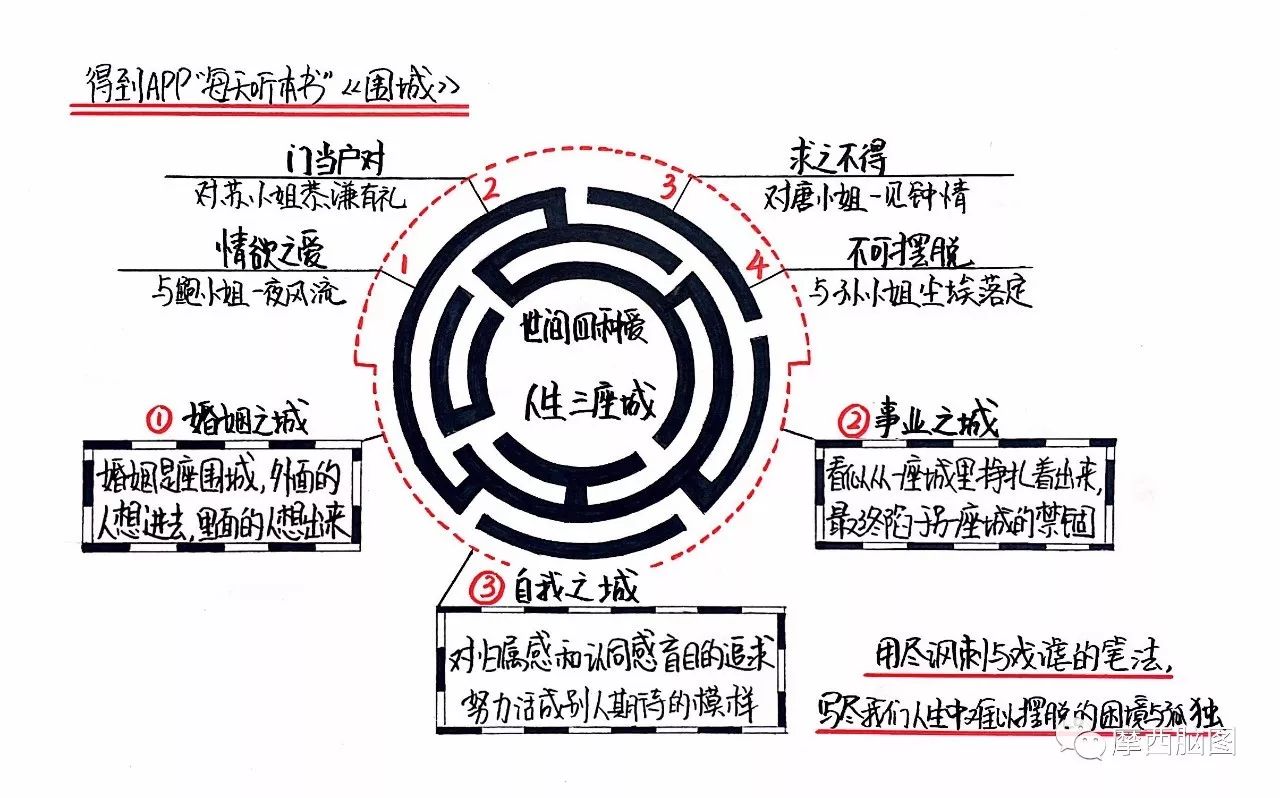 得到APP"每天听本书"《围城》
门当户对
对苏小姐恭谦有礼
2
求之不得
对唐小姐一见钟情
3
情欲之爱
与鲍小姐一夜风流
1
不可摆脱
与孙小姐尘埃落定
4
世间四种爱
人生三座城
① 婚姻之城
婚姻是座围城,外面的
人想进去,里面的人想出来
② 事业之城
看似从一座城里挣扎着出来,
最终陷于另一座城的禁锢
③ 自我之城
对归属感和认同感盲目的追求
努力活成别人期待的模样
用尽讽刺与戏谑的笔法,
写尽我们人生中难以摆脱的困境与孤独
摩西脑图